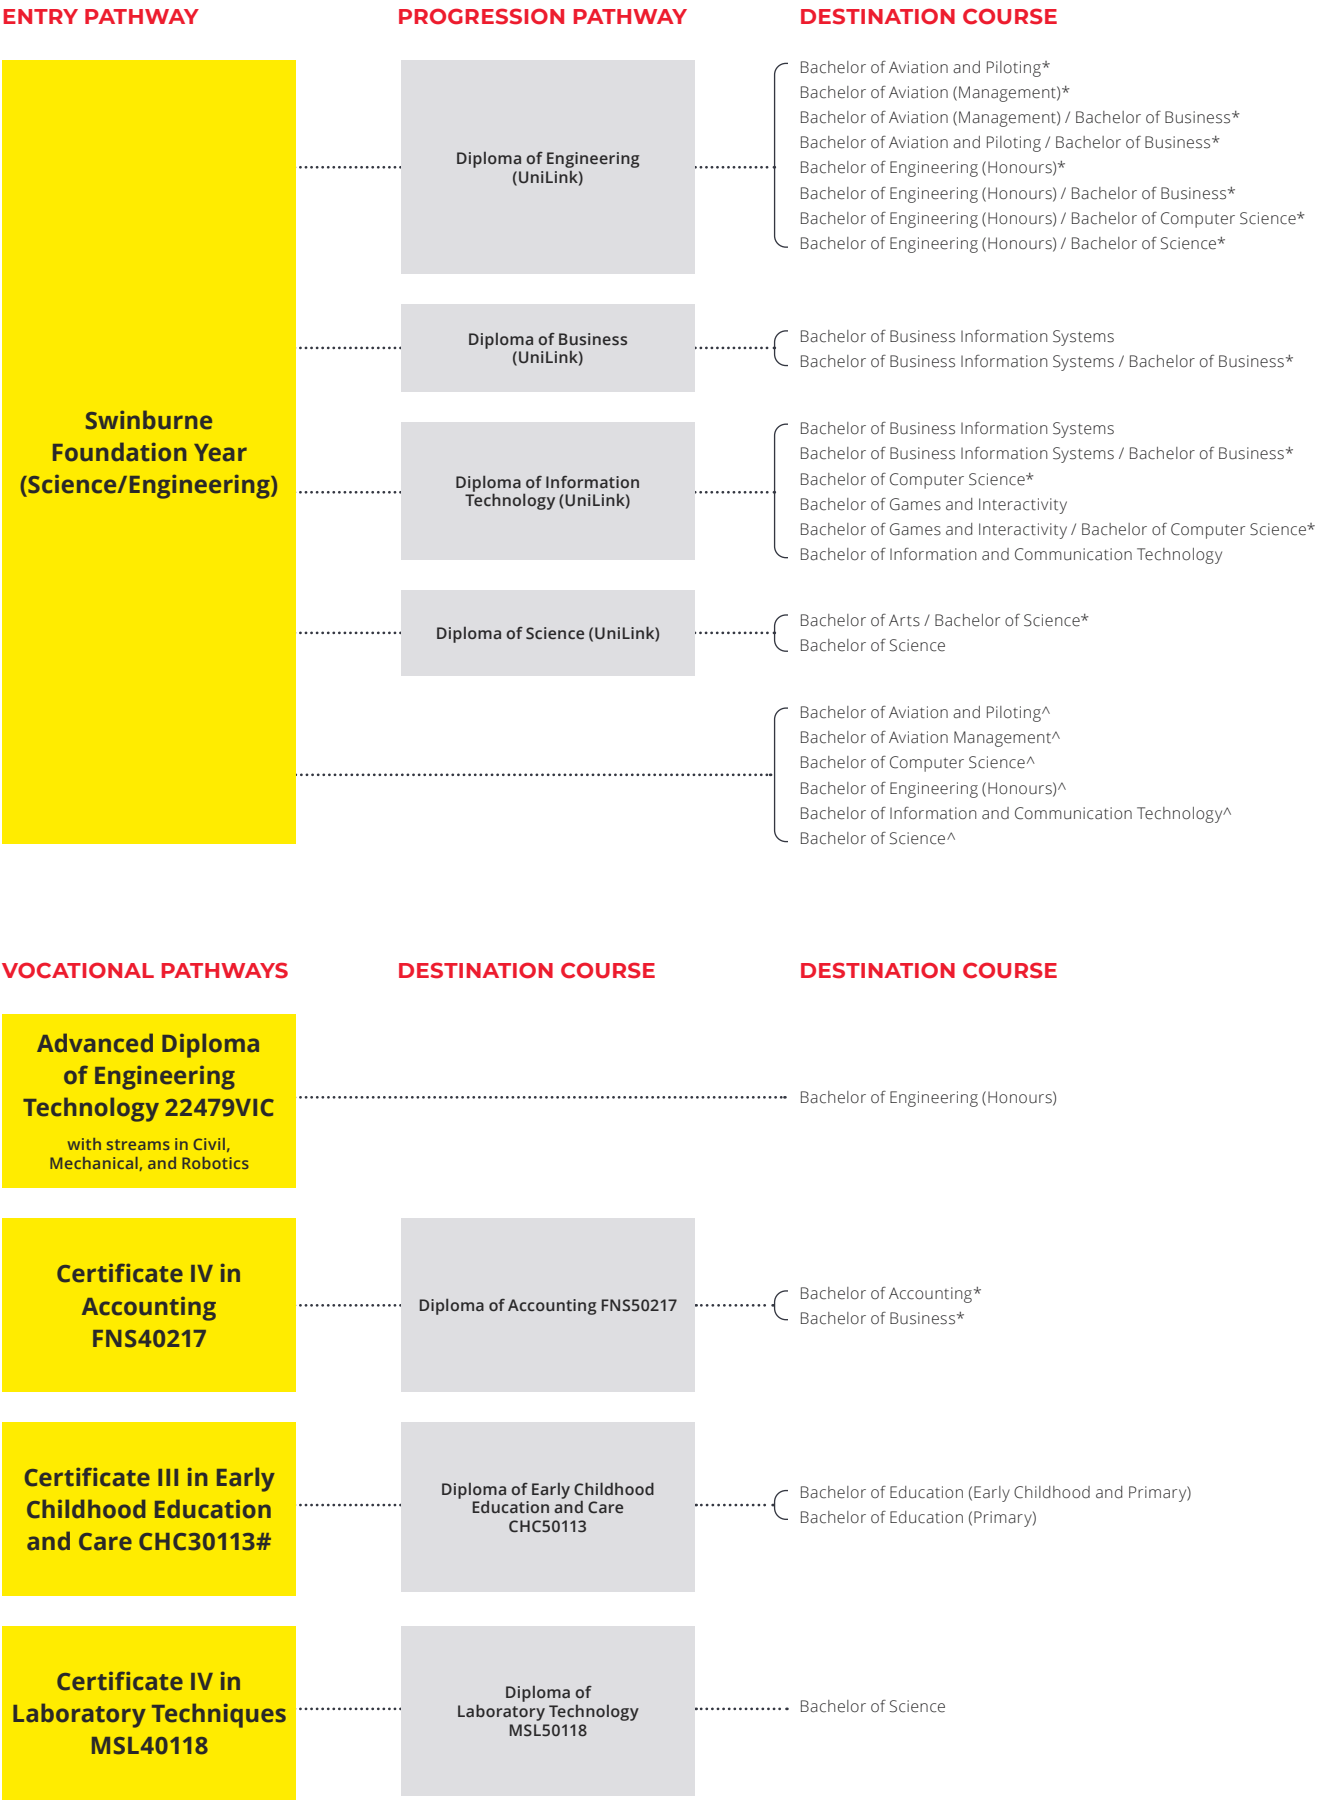 ENTRY PATHWAY
PROGRESSION PATHWAY
DESTINATION COURSE
Swinburne
Foundation Year
(Science/Engineering)
Diploma of Engineering
(UniLink)
Bachelor of Aviation and Piloting*
Bachelor of Aviation (Management)*
Bachelor of Aviation (Management) / Bachelor of Business*
Bachelor of Aviation and Piloting / Bachelor of Business*
Bachelor of Engineering (Honours)*
Bachelor of Engineering (Honours) / Bachelor of Business*
Bachelor of Engineering (Honours) / Bachelor of Computer Science*
Bachelor of Engineering (Honours) / Bachelor of Science*
Diploma of Business
(UniLink)
Bachelor of Business Information Systems
Bachelor of Business Information Systems / Bachelor of Business*
Diploma of Information
Technology (UniLink)
Bachelor of Business Information Systems
Bachelor of Business Information Systems / Bachelor of Business*
Bachelor of Computer Science*
Bachelor of Games and Interactivity
Bachelor of Games and Interactivity / Bachelor of Computer Science*
Bachelor of Information and Communication Technology
Diploma of Science (UniLink)
Bachelor of Arts / Bachelor of Science*
Bachelor of Science
Bachelor of Aviation and Piloting^
Bachelor of Aviation Management^
Bachelor of Computer Science^
Bachelor of Engineering (Honours)^
Bachelor of Information and Communication Technology^
Bachelor of Science^
VOCATIONAL PATHWAYS
DESTINATION COURSE
DESTINATION COURSE
Advanced Diploma
of Engineering
Technology 22479VIC
with streams in Civil,
Mechanical, and Robotics
Bachelor of Engineering (Honours)
Certificate IV in
Accounting
FNS40217
Diploma of Accounting FNS50217
Bachelor of Accounting*
Bachelor of Business*
Certificate III in Early
Childhood Education
and Care CHC30113#
Diploma of Early Childhood
Education and Care
CHC50113
Bachelor of Education (Early Childhood and Primary)
Bachelor of Education (Primary)
Certificate IV in
Laboratory Techniques
MSL40118
Diploma of
Laboratory Technology
MSL50118
Bachelor of Science